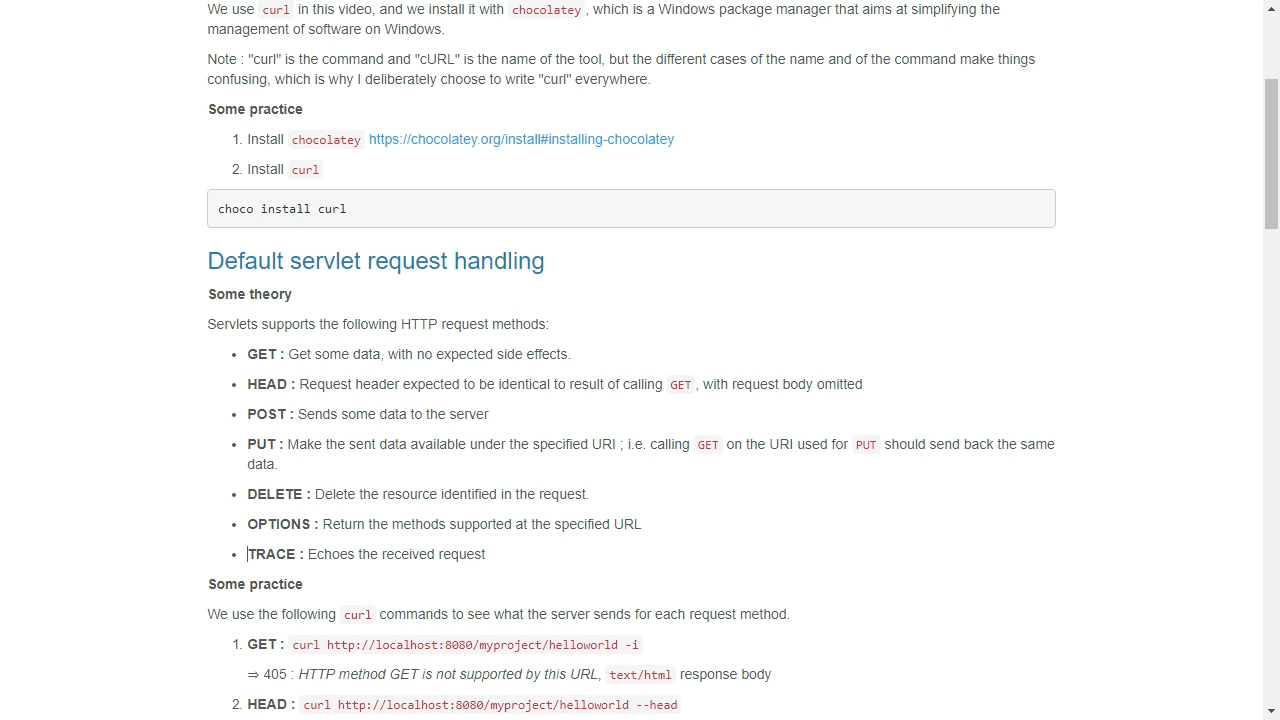 We use curl in this video, and we install it with chocolatey, which is a Windows package manager that aims at simplifying the
management of software on Windows.
Note : "curl" is the command and "cURL" is the name of the tool, but the different cases of the name and of the command make things
confusing, which is why I deliberately choose to write "curl" everywhere.
Some practice
1. Install chocolatey https://chocolatey.org/install#installing-chocolatey
2. Install curl
choco install curl
Default servlet request handling
Some theory
Servlets supports the following HTTP request methods:
• GET : Get some data, with no expected side effects.
• HEAD : Request header expected to be identical to result of calling GET, with request body omitted
• POST : Sends some data to the server
• PUT : Make the sent data available under the specified URI ; i.e. calling GET on the URI used for PUT should send back the same
data.
• DELETE : Delete the resource identified in the request.
• OPTIONS : Return the methods supported at the specified URL
• TRACE : Echoes the received request
Some practice
We use the following curl commands to see what the server sends for each request method.
1. GET : curl http://localhost:8080/myproject/helloworld -i
⇒ 405 : HTTP method GET is not supported by this URL, text/html response body
2. HEAD : curl http://localhost:8080/myproject/helloworld --head